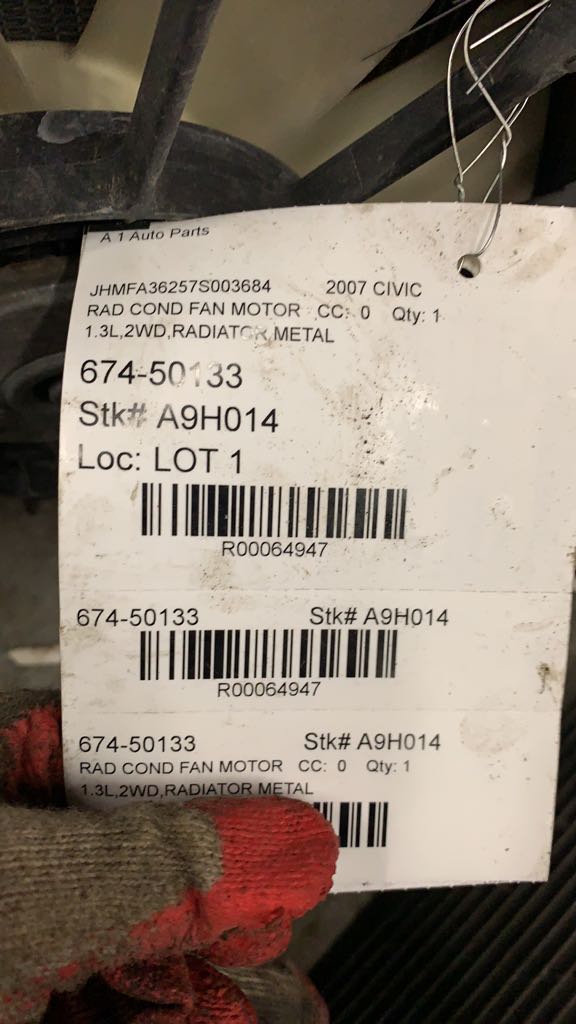 A 1 Auto Parts
JHMFA36257S003684 2007 CIVIC
RAD COND FAN MOTOR CC: 0 Qty: 1
1.3L,2WD,RADIATOR,METAL
674-50133
Stk# A9H014
Loc: LOT 1
R00064947
674-50133 Stk# A9H014
R00064947
674-50133 Stk# A9H014
RAD COND FAN MOTOR CC: 0 Qty: 1
1.3L,2WD,RADIATOR METAL